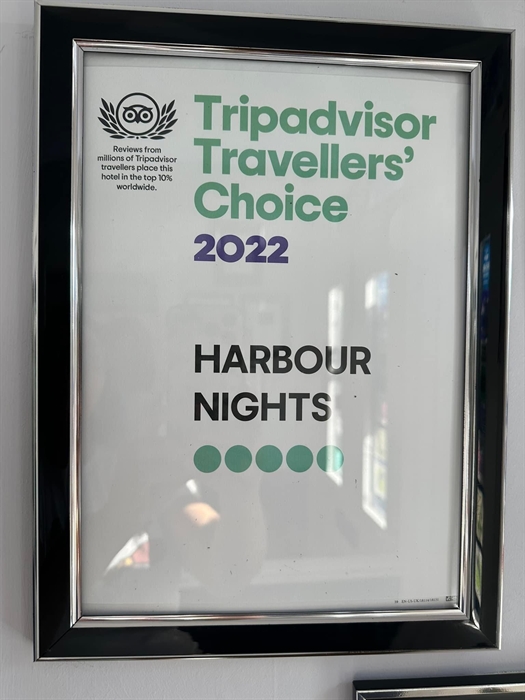 Tripadvisor
Travellers’
Choice
2022
Reviews from
millions of Tripadvisor
travellers place this
hotel in the top 10%
worldwide.
HARBOUR
NIGHTS